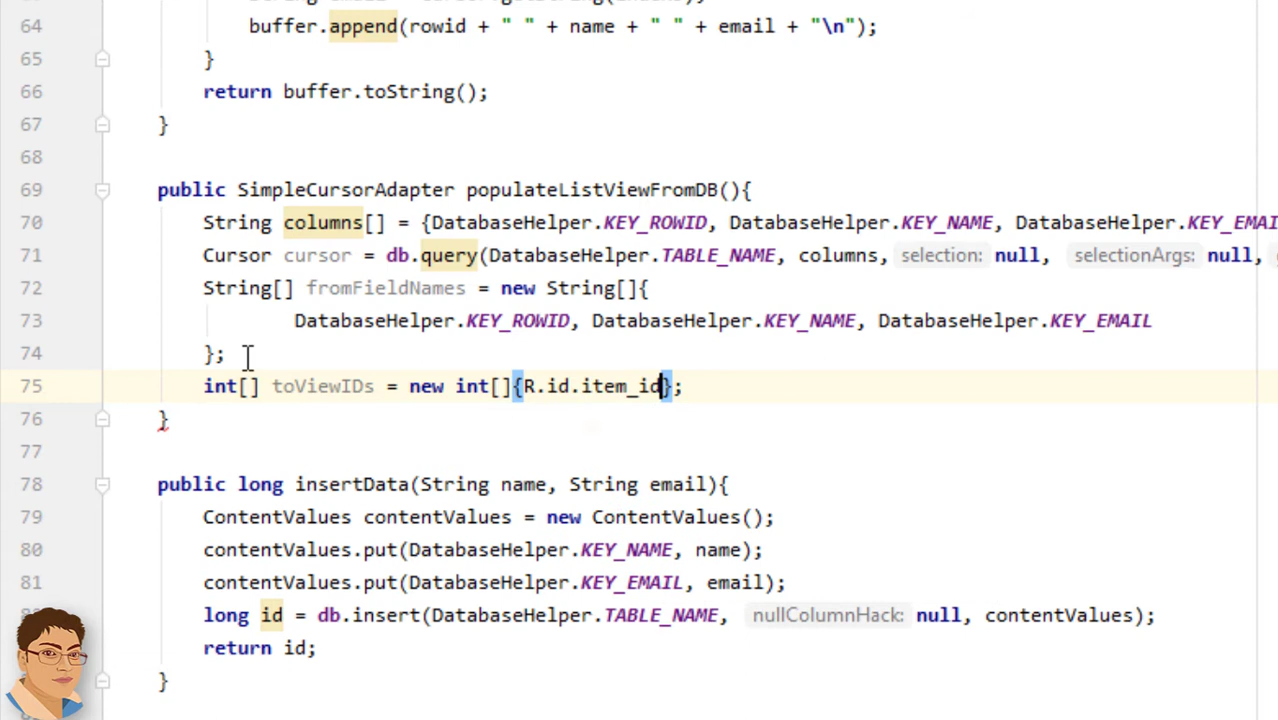 64 buffer.append(rowid + " " + name + " " + email + "\n");
65 }
66 return buffer.toString();
67 }
68
69 public SimpleCursorAdapter populateListViewFromDB(){
70 String columns[] = {DatabaseHelper.KEY_ROWID, DatabaseHelper.KEY_NAME, DatabaseHelper.KEY_EMAI
71 Cursor cursor = db.query(DatabaseHelper.TABLE_NAME, columns, selection: null, selectionArgs: null,
72 String[] fromFieldNames = new String[]{
73 DatabaseHelper.KEY_ROWID, DatabaseHelper.KEY_NAME, DatabaseHelper.KEY_EMAIL
74 };
75 int[] toViewIDs = new int[]{R.id.item_id};
76 }
77
78 public long insertData(String name, String email){
79 ContentValues contentValues = new ContentValues();
80 contentValues.put(DatabaseHelper.KEY_NAME, name);
81 contentValues.put(DatabaseHelper.KEY_EMAIL, email);
long id = db.insert(DatabaseHelper.TABLE_NAME, nullColumnHack: null, contentValues);
return id;
}